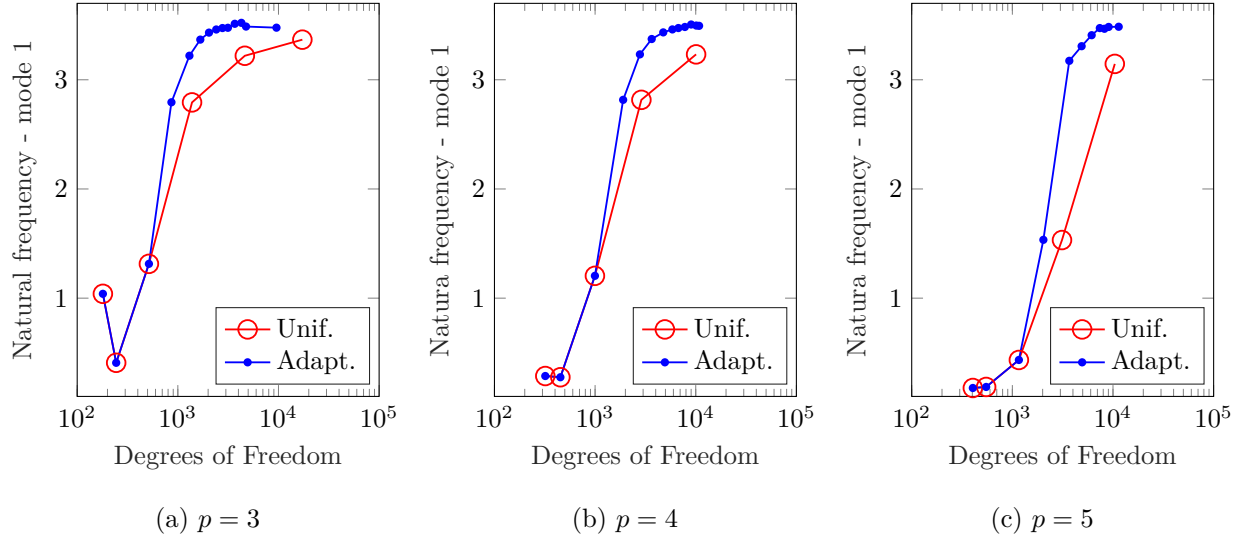 Natural frequency - mode 1
3
2
1
10^2 10^3 10^4 10^5
Unif.
Adapt.
Degrees of Freedom
(a) p = 3
Natura frequency - mode 1
3
2
1
10^2 10^3 10^4 10^5
Unif.
Adapt.
Degrees of Freedom
(b) p = 4
Natura frequency - mode 1
3
2
1
10^2 10^3 10^4 10^5
Unif.
Adapt.
Degrees of Freedom
(c) p = 5